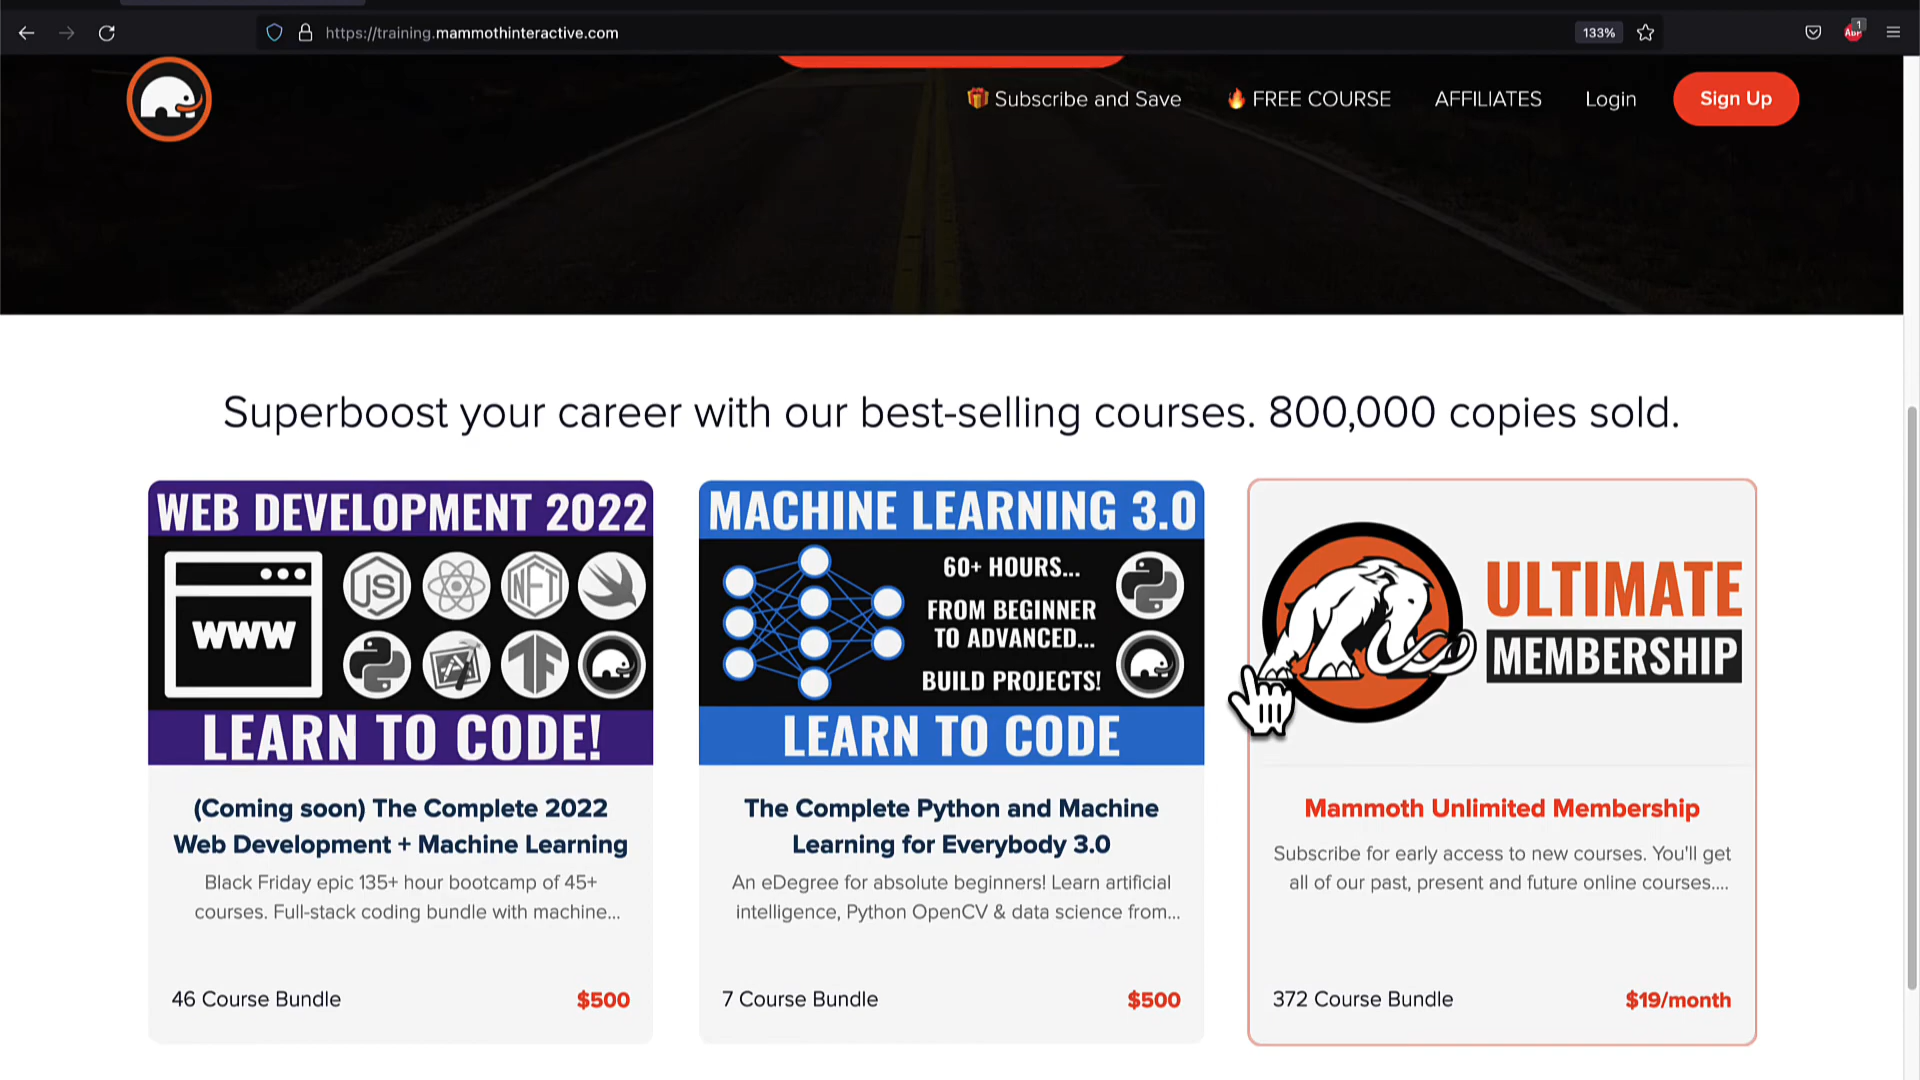 https://training.mammothinteractive.com
133%
ABP
1
Subscribe and Save
FREE COURSE
AFFILIATES
Login
Sign Up
Superboost your career with our best-selling courses. 800,000 copies sold.
WEB DEVELOPMENT 2022
WWW
JS
NFT
LEARN TO CODE!
(Coming soon) The Complete 2022
Web Development + Machine Learning
Black Friday epic 135+ hour bootcamp of 45+
courses. Full-stack coding bundle with machine...
46 Course Bundle
$500
MACHINE LEARNING 3.0
60+ HOURS...
FROM BEGINNER
TO ADVANCED...
BUILD PROJECTS!
LEARN TO CODE
The Complete Python and Machine
Learning for Everybody 3.0
An eDegree for absolute beginners! Learn artificial
intelligence, Python OpenCV & data science from...
7 Course Bundle
$500
ULTIMATE
MEMBERSHIP
Mammoth Unlimited Membership
Subscribe for early access to new courses. You'll get
all of our past, present and future online courses....
372 Course Bundle
$19/month